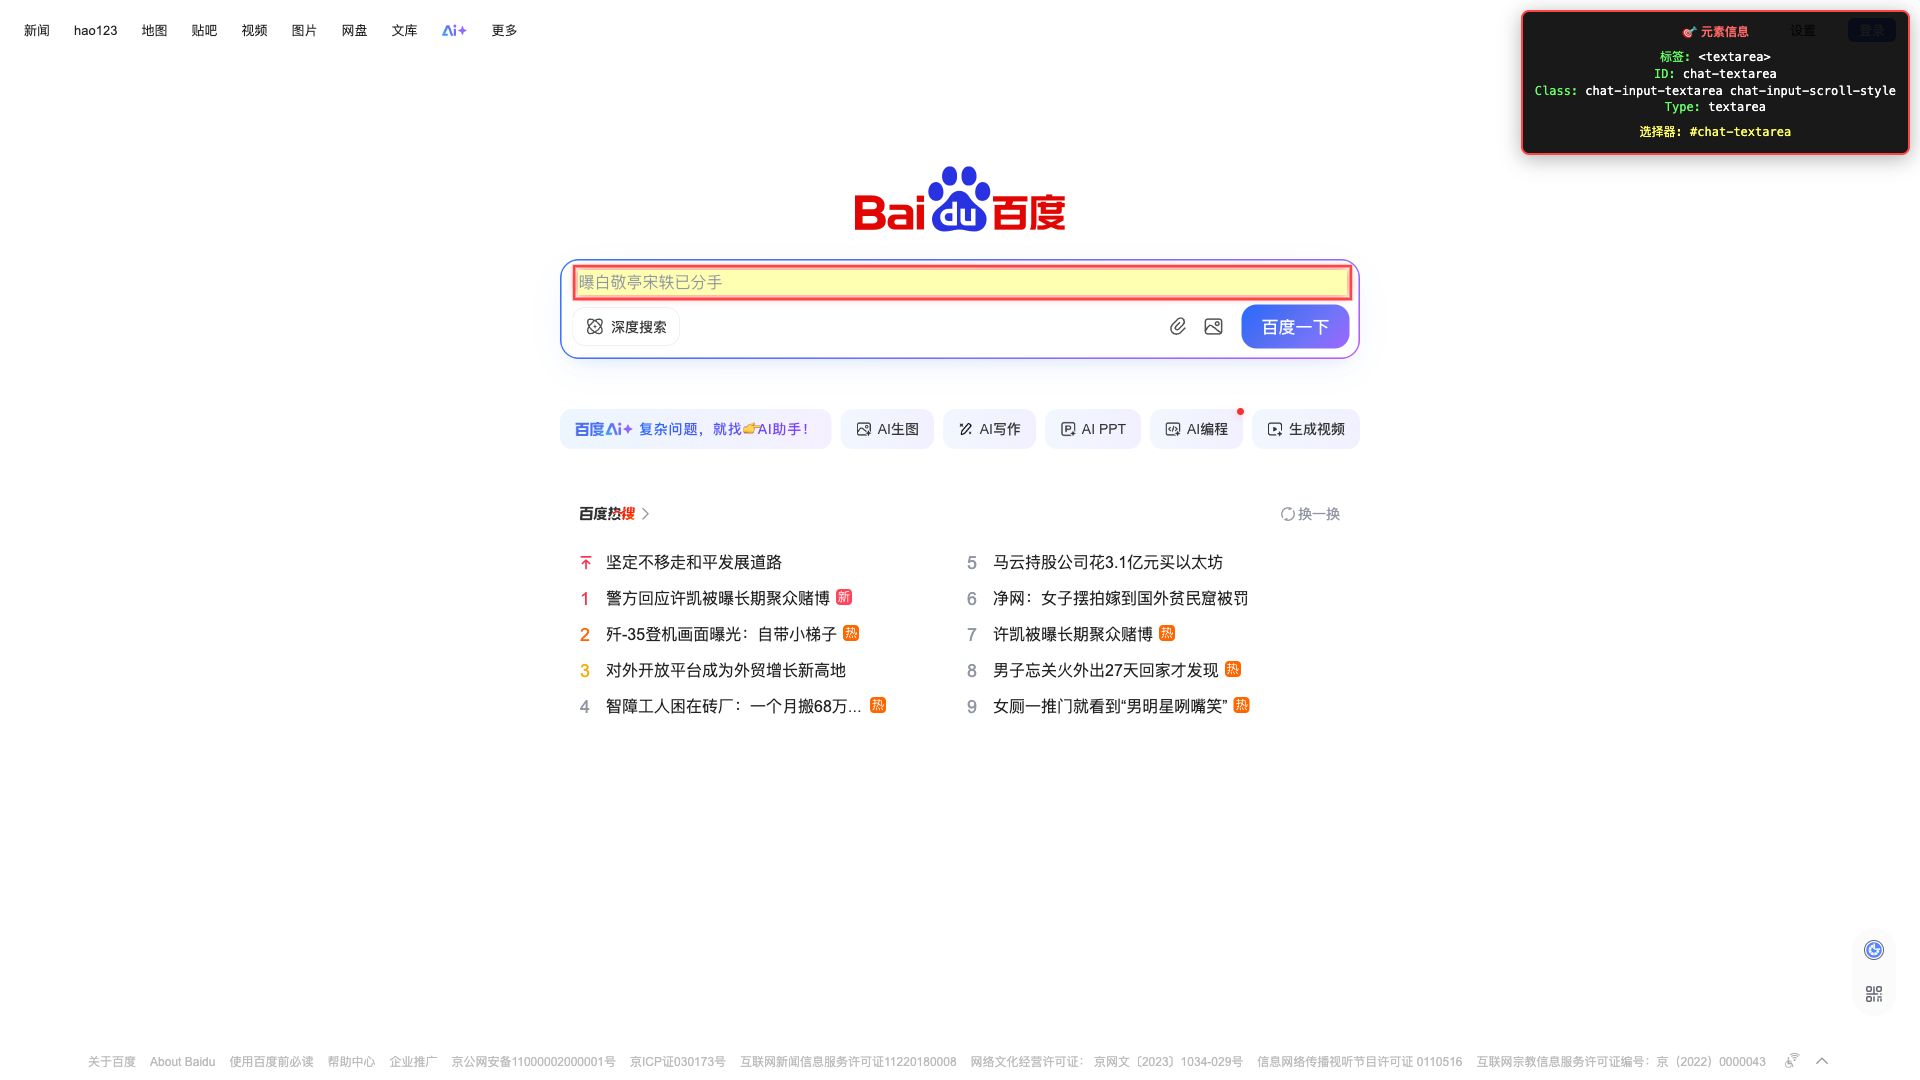 新闻 hao123 地图 贴吧 视频 图片 网盘 文库 Ai+ 更多 设置 登录
元素信息
标签: <textarea>
ID: chat-textarea
Class: chat-input-textarea chat-input-scroll-style
Type: textarea
选择器: #chat-textarea
Bai du 百度
曝白敬亭宋轶已分手
深度搜索 百度一下
百度Ai+ 复杂问题，就找👉AI助手！ AI生图 AI写作 AI PPT AI编程 生成视频
百度热搜 换一换
坚定不移走和平发展道路
1 警方回应许凯被曝长期聚众赌博 新
2 歼-35登机画面曝光：自带小梯子 热
3 对外开放平台成为外贸增长新高地
4 智障工人困在砖厂：一个月搬68万... 热
5 马云持股公司花3.1亿元买以太坊
6 净网：女子摆拍嫁到国外贫民窟被罚
7 许凯被曝长期聚众赌博 热
8 男子忘关火外出27天回家才发现 热
9 女厕一推门就看到“男明星咧嘴笑” 热
关于百度 About Baidu 使用百度前必读 帮助中心 企业推广 京公网安备11000002000001号 京ICP证030173号 互联网新闻信息服务许可证11220180008 网络文化经营许可证： 京网文〔2023〕1034-029号 信息网络传播视听节目许可证 0110516 互联网宗教信息服务许可证编号：京（2022）0000043